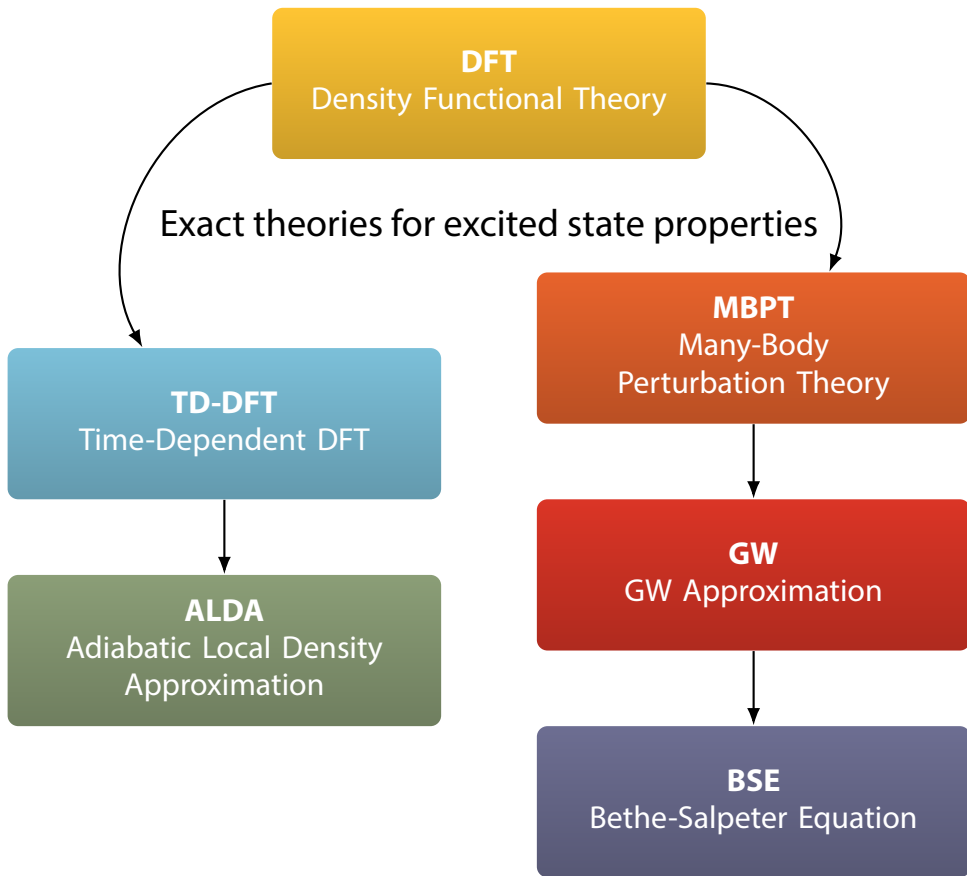 DFT
Density Functional Theory
Exact theories for excited state properties
MBPT
Many-Body
Perturbation Theory
TD-DFT
Time-Dependent DFT
GW
GW Approximation
ALDA
Adiabatic Local Density
Approximation
BSE
Bethe-Salpeter Equation